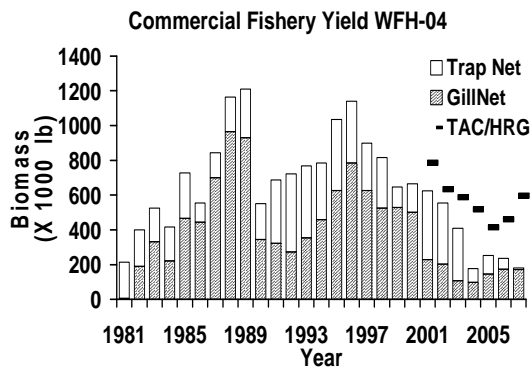 Commercial Fishery Yield WFH-04
1400
1200
1000
800
600
400
200
0
Biomass
(X 1000 lb)
Trap Net
GillNet
TAC/HRG
1981 1985 1989 1993 1997 2001 2005
Year